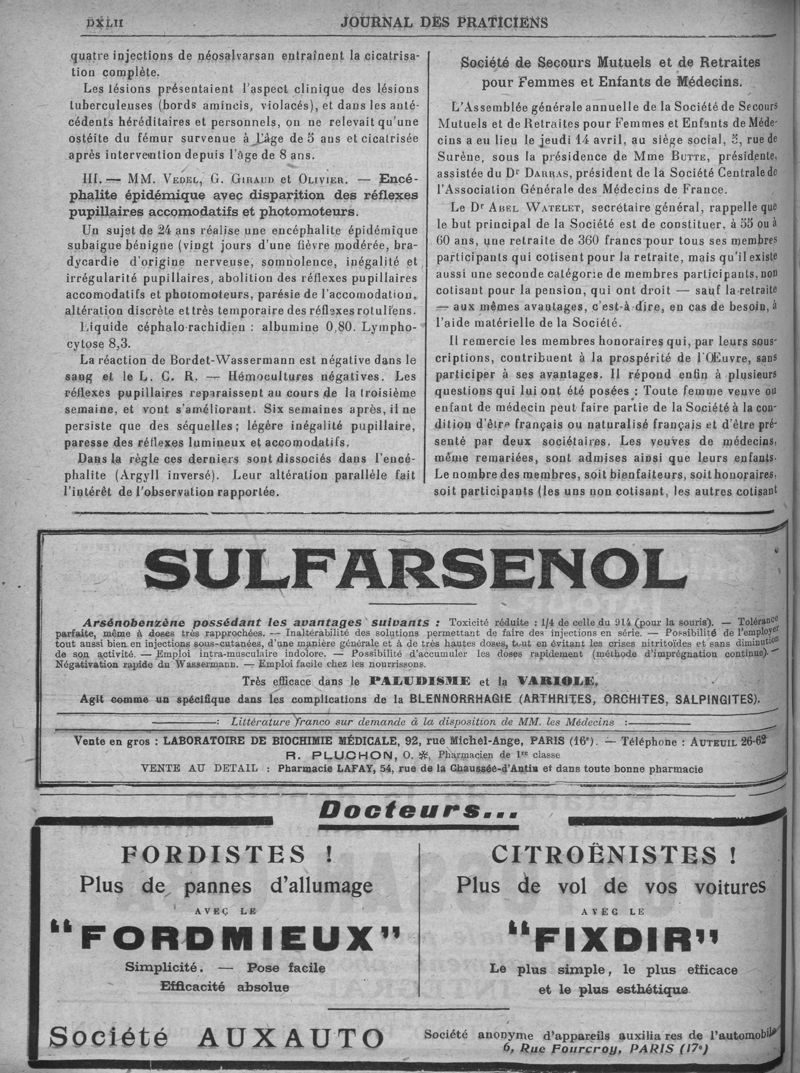 DXLII
JOURNAL DES PRATICIENS
quatre injections de néosalvarsan entraînent la cicatrisa-
tion complète.
Les lésions présentaient l'aspect clinique des lésions
tuberculeuses (bords amincis, violacés), et dans les anté-
cédents héréditaires et personnels, on ne relevait qu'une
ostéite du fémur survenue à l'âge de 5 ans et cicatrisée
après intervention depuis l'âge de 8 ans.
III. — MM. VEDEL, G. GIRAUD et OLIVIER. — Encé-
phalite épidémique avec disparition des réflexes
pupillaires accomodatifs et photomoteurs.
Un sujet de 24 ans réalise une encéphalite épidémique
subaigue bénigne (vingt jours d'une fièvre modérée, bra-
dycardie d'origine nerveuse, somnolence, inégalité et
irrégularité pupillaires, abolition des réflexes pupillaires
accomodatifs et photomoteurs, parésie de l'accomodation,
altération discrète et très temporaire des réflexes rotuliens.
Liquide céphalo-rachidien : albumine 0,80. Lympho-
cytose 8,3.
La réaction de Bordet-Wassermann est négative dans le
sang et le L. C. R. — Hémocultures négatives. Les
réflexes pupillaires reparaissent au cours de la troisième
semaine, et vont s'améliorant. Six semaines après, il ne
persiste que des séquelles ; légère inégalité pupillaire,
paresse des réflexes lumineux et accomodatifs.
Dans la règle ces derniers sont dissociés dans l'encé-
phalite (Argyll inversé). Leur altération parallèle fait
l'intérêt de l'observation rapportée.
Société de Secours Mutuels et de Retraites
pour Femmes et Enfants de Médecins.
L'Assemblée générale annuelle de la Société de Secours
Mutuels et de Retraites pour Femmes et Enfants de Méde-
cins a eu lieu le jeudi 14 avril, au siège social, 5, rue de
Surène, sous la présidence de Mme BUTTE, présidente,
assistée du Dr DARRAS, président de la Société Centrale de
l'Association Générale des Médecins de France.
Le Dr ABEL WATELET, secrétaire général, rappelle que
le but principal de la Société est de constituer, à 55 ou à
60 ans, une retraite de 360 francs pour tous ses membres
participants qui cotisent pour la retraite, mais qu'il existe
aussi une seconde catégorie de membres participants, non
cotisant pour la pension, qui ont droit — sauf la retraite
— aux mêmes avantages, c'est-à-dire, en cas de besoin, à
l'aide matérielle de la Société.
Il remercie les membres honoraires qui, par leurs sous-
criptions, contribuent à la prospérité de l'Œuvre, sans
participer à ses avantages. Il répond enfin à plusieurs
questions qui lui ont été posées : Toute femme veuve ou
enfant de médecin peut faire partie de la Société à la con-
dition d'être français ou naturalisé français et d'être pré-
senté par deux sociétaires. Les veuves de médecins,
même remariées, sont admises ainsi que leurs enfants.
Le nombre des membres, soit bienfaiteurs, soit honoraires,
soit participants (les uns non cotisant, les autres cotisant
SULFARSENOL
Arsénobenzène possédant les avantages suivants : Toxicité réduite : 1/4 de celle du 914 (pour la souris). — Tolérance
parfaite, même à doses très rapprochées. — Inaltérabilité des solutions permettant de faire des injections en série. — Possibilité de l'employer
tout aussi bien en injections sous-cutanées, d'une manière générale et à de très hautes doses, tout en évitant les crises nitritoïdes et sans diminution
de son activité. — Emploi intra-musculaire indolore. — Possibilité d'accumuler les doses rapidement (méthode d'imprégnation continue). —
Négativation rapide du Wassermann. — Emploi facile chez les nourrissons.
Très efficace dans le PALUDISME et la VARIOLE.
Agit comme un spécifique dans les complications de la BLENNORRHAGIE (ARTHRITES, ORCHITES, SALPINGITES).
: Littérature franco sur demande à la disposition de MM. les Médecins :
Vente en gros : LABORATOIRE DE BIOCHIMIE MÉDICALE, 92, rue Michel-Ange, PARIS (16e). — Téléphone : AUTEUIL 26-62
R. PLUCHON, O. ✻, Pharmacien de 1re classe
VENTE AU DETAIL : Pharmacie LAFAY, 54, rue de la Chaussée-d'Antin et dans toute bonne pharmacie
Docteurs...
FORDISTES !
Plus de pannes d'allumage
AVEC LE
"FORDMIEUX"
Simplicité. — Pose facile
Efficacité absolue
CITROËNISTES !
Plus de vol de vos voitures
AVEC LE
"FIXDIR"
Le plus simple, le plus efficace
et le plus esthétique
Société AUXAUTO
Société anonyme d'appareils auxiliares de l'automobile
6, Rue Fourcroy, PARIS (17e)